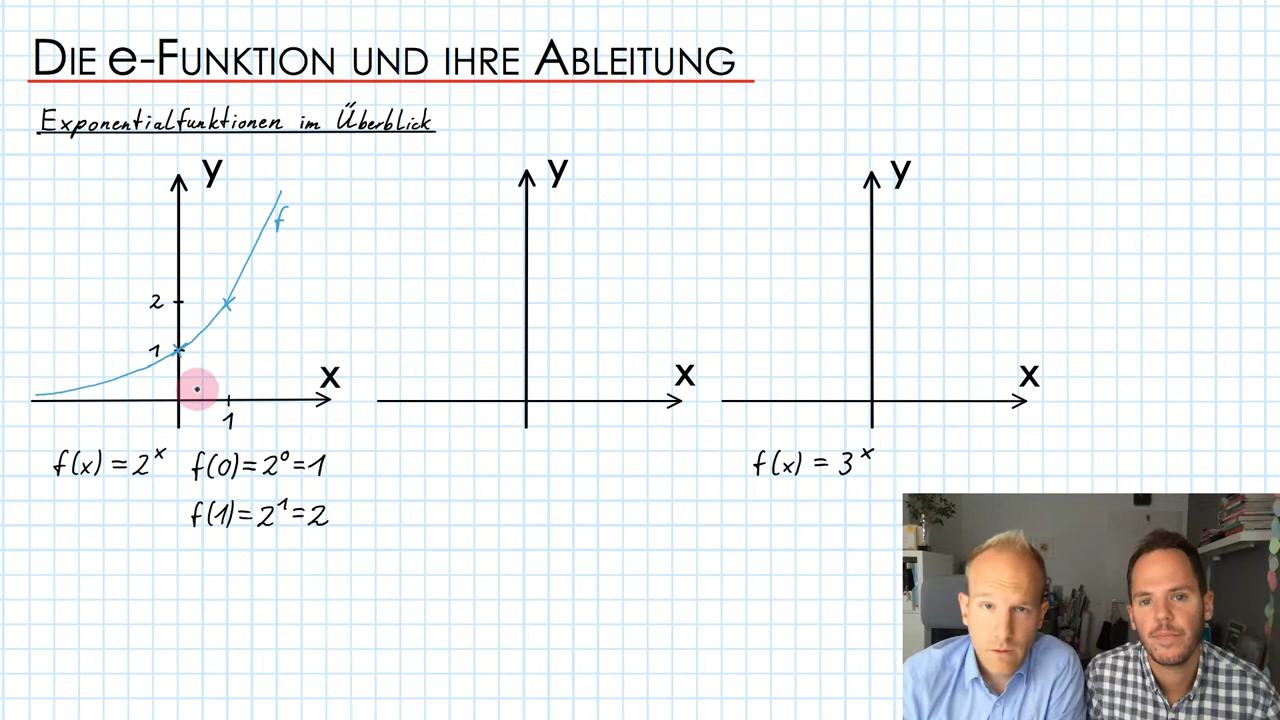 DIE e-FUNKTION UND IHRE ABLEITUNG
Exponentialfunktionen im Überblick
y
f
2
1
x
1
y
x
y
x
f(x) = 2^x f(0) = 2^0 = 1
f(1) = 2^1 = 2
f(x) = 3^x